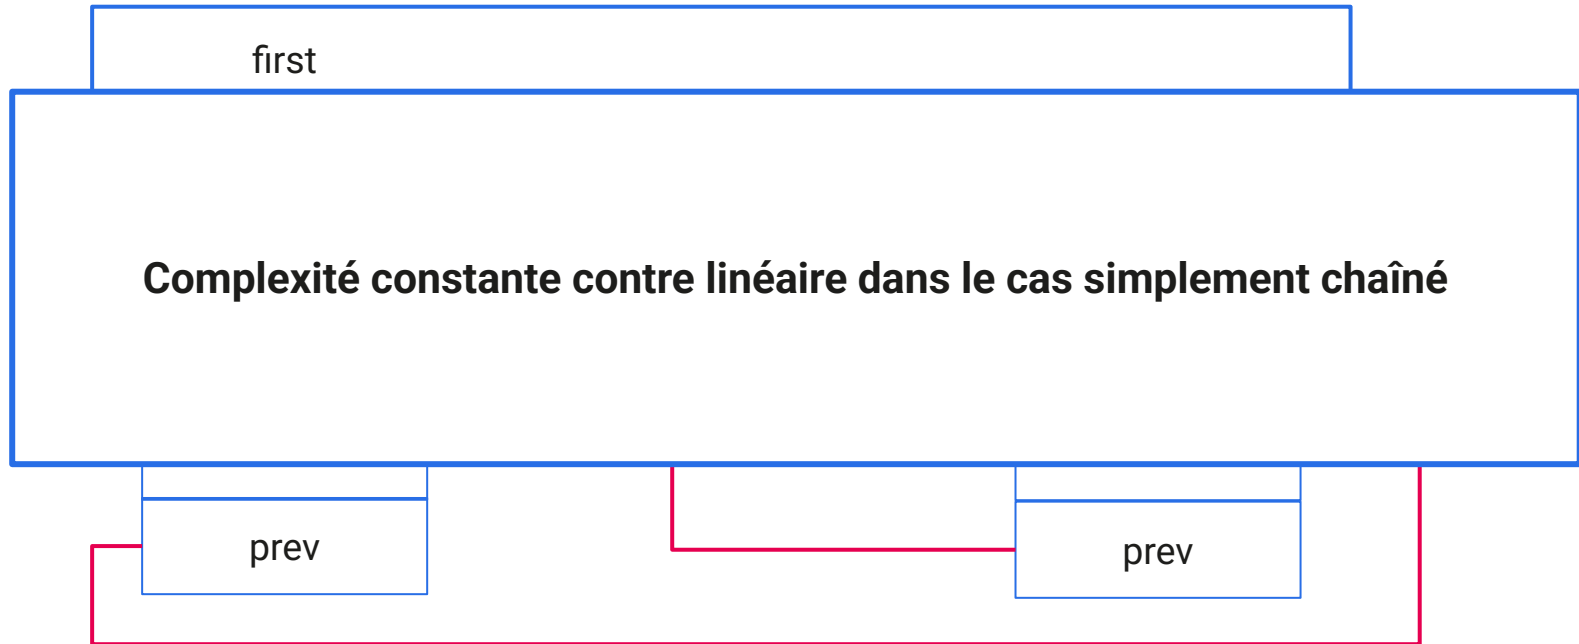 first
Complexité constante contre linéaire dans le cas simplement chaîné
prev
prev